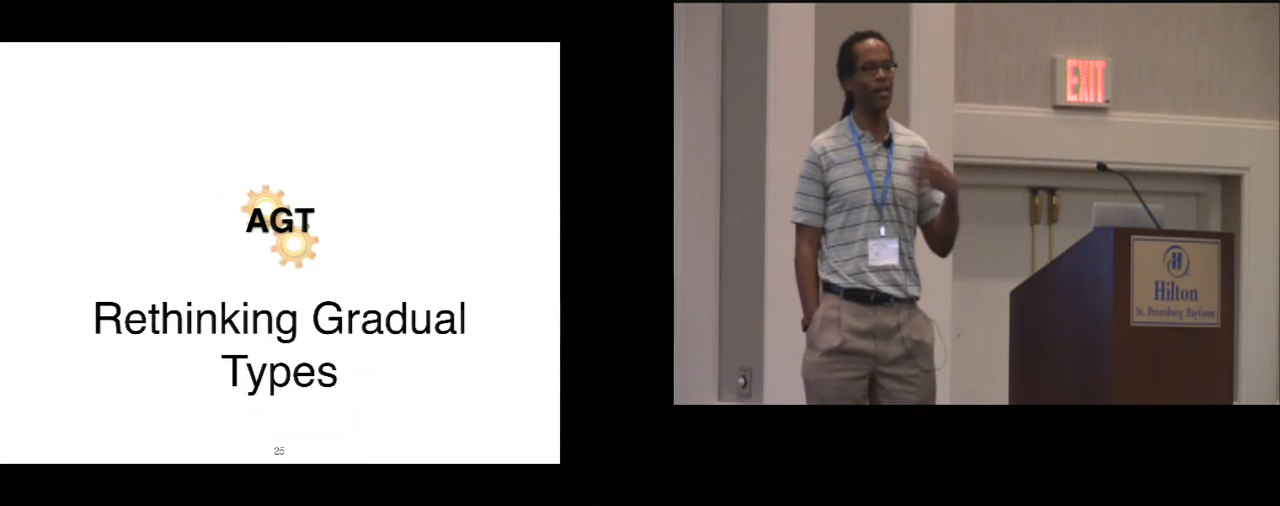 AGT
Rethinking Gradual
Types
25
EXIT
Hilton
St. Petersburg Bayfront